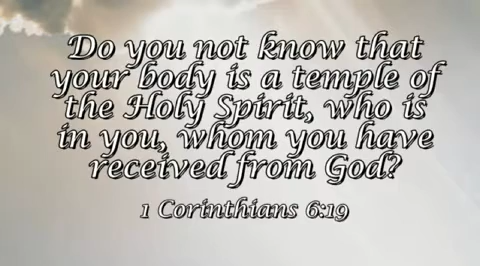 Do you not know that
your body is a temple of
the Holy Spirit, who is
in you, whom you have
received from God?
1 Corinthians 6:19